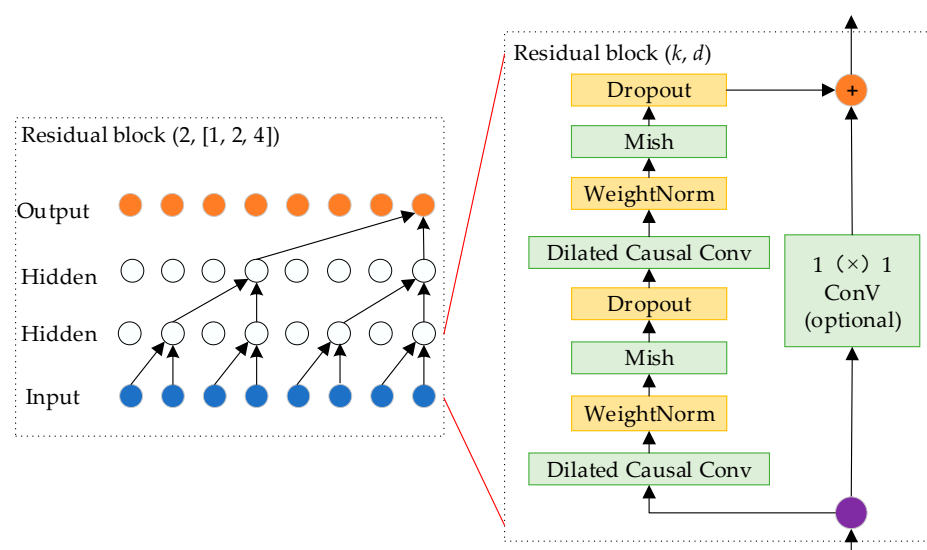 Residual block (2, [1, 2, 4])
Output
Hidden
Hidden
Input
Residual block (k, d)
Dropout
+
Mish
WeightNorm
Dilated Causal Conv
Dropout
Mish
WeightNorm
Dilated Causal Conv
1（×）1
ConV
(optional)